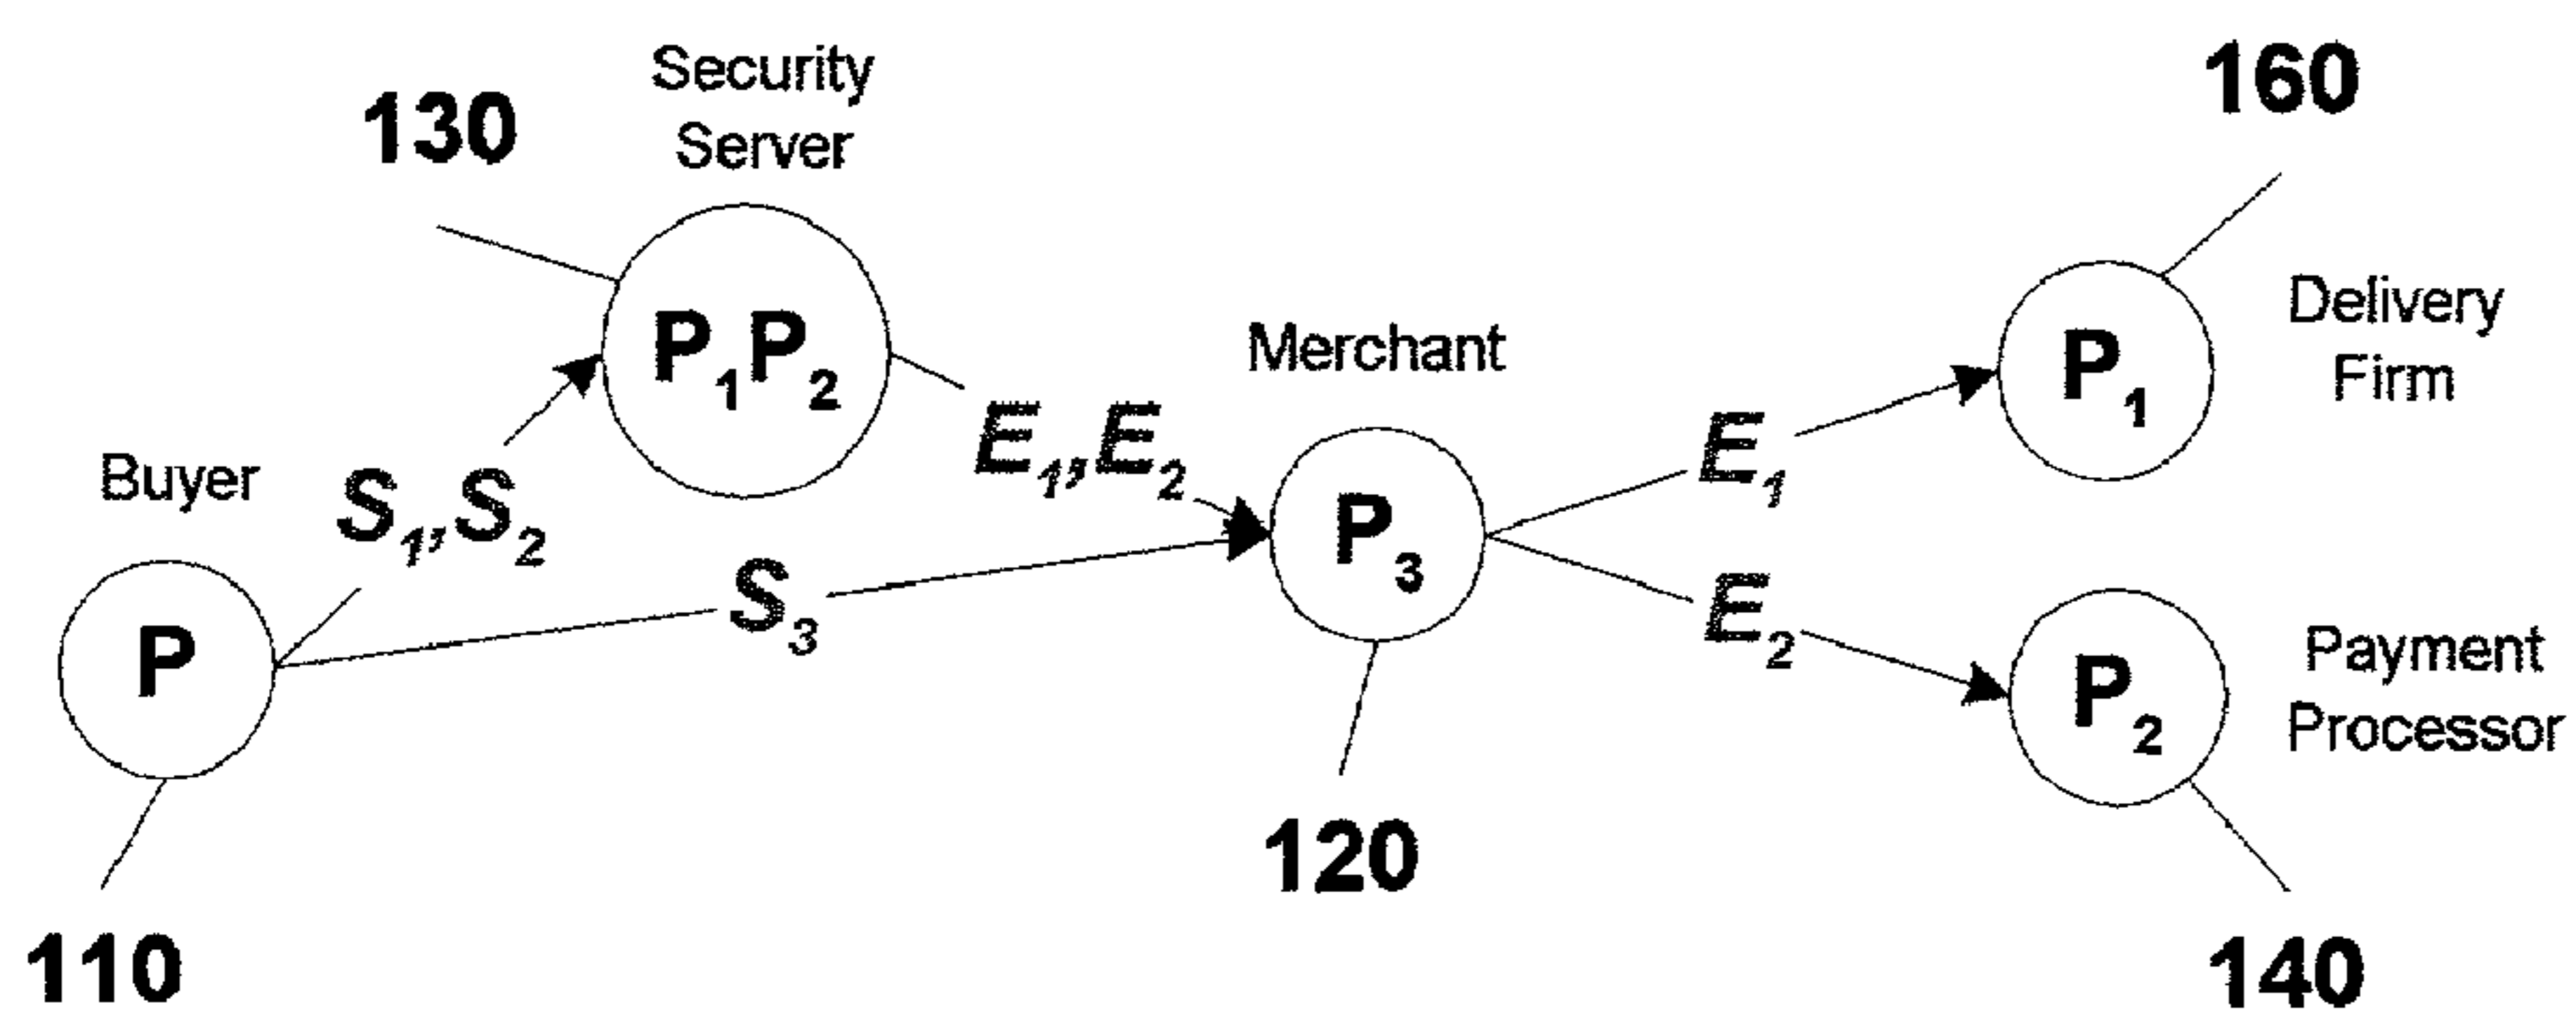 130
Security
Server
160
P₁P₂
Delivery
Firm
P₁
Merchant
E₁,E₂
E₁
Buyer
S₁,S₂
P₃
S₃
E₂
P
P₂
Payment
Processor
120
110
140